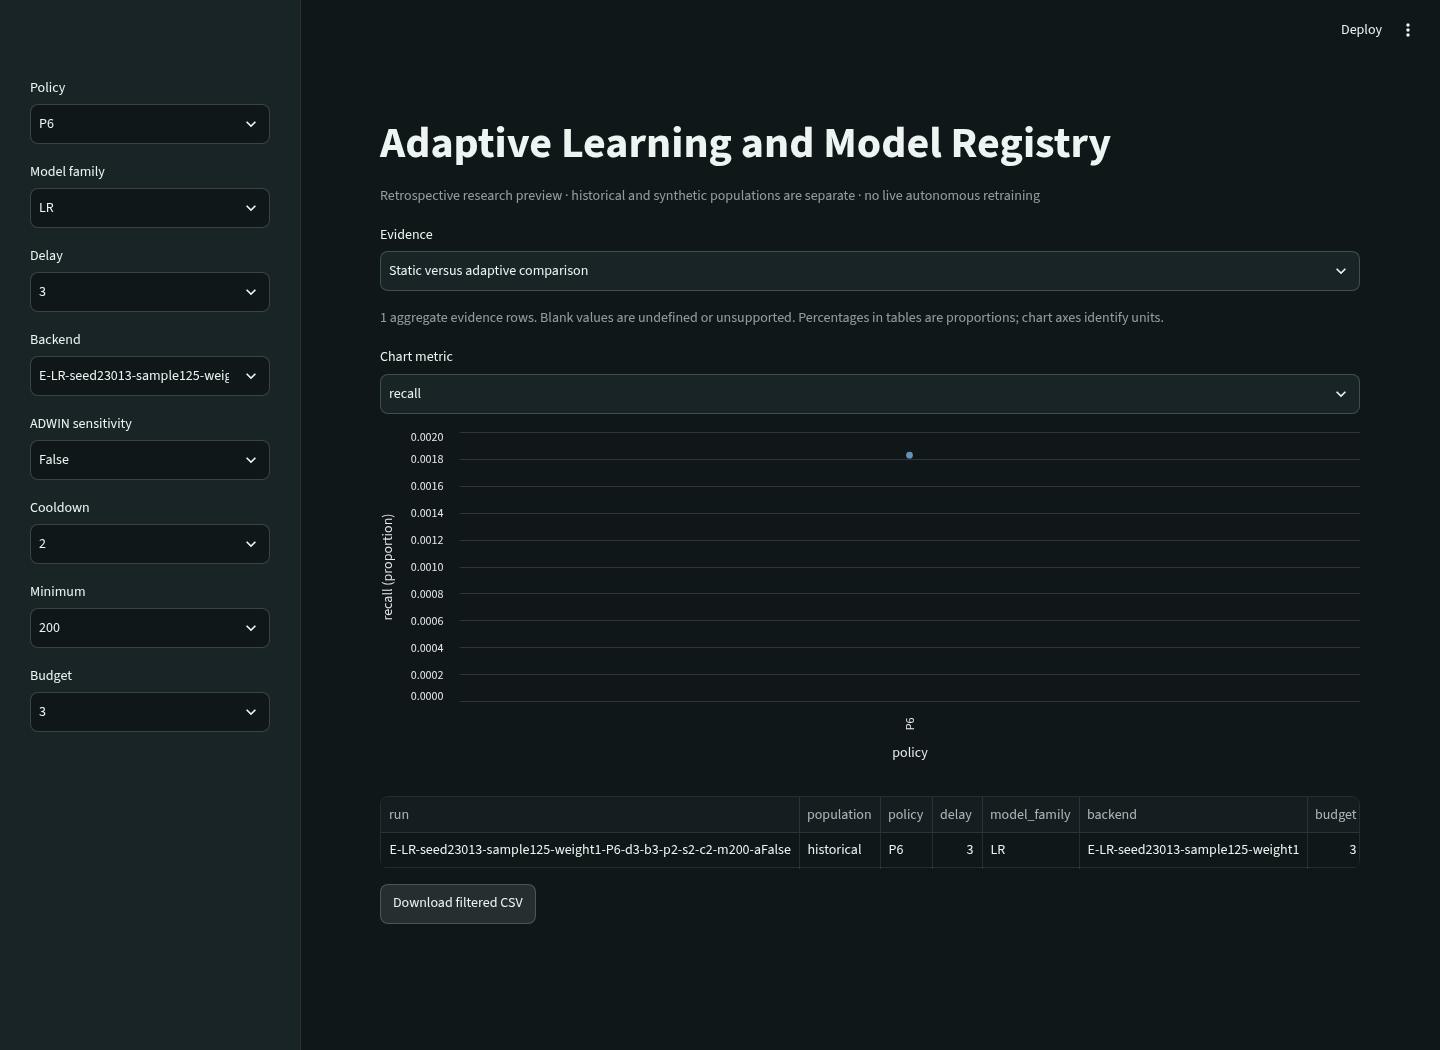 Deploy
Policy
P6
Model family
LR
Delay
3
Backend
E-LR-seed23013-sample125-weig
ADWIN sensitivity
False
Cooldown
2
Minimum
200
Budget
3
Adaptive Learning and Model Registry
Retrospective research preview · historical and synthetic populations are separate · no live autonomous retraining
Evidence
Static versus adaptive comparison
1 aggregate evidence rows. Blank values are undefined or unsupported. Percentages in tables are proportions; chart axes identify units.
Chart metric
recall
0.0020
0.0018
0.0016
0.0014
0.0012
0.0010
0.0008
0.0006
0.0004
0.0002
0.0000
recall (proportion)
P6
policy
run population policy delay model_family backend budget
E-LR-seed23013-sample125-weight1-P6-d3-b3-p2-s2-c2-m200-aFalse historical P6 3 LR E-LR-seed23013-sample125-weight1 3
Download filtered CSV